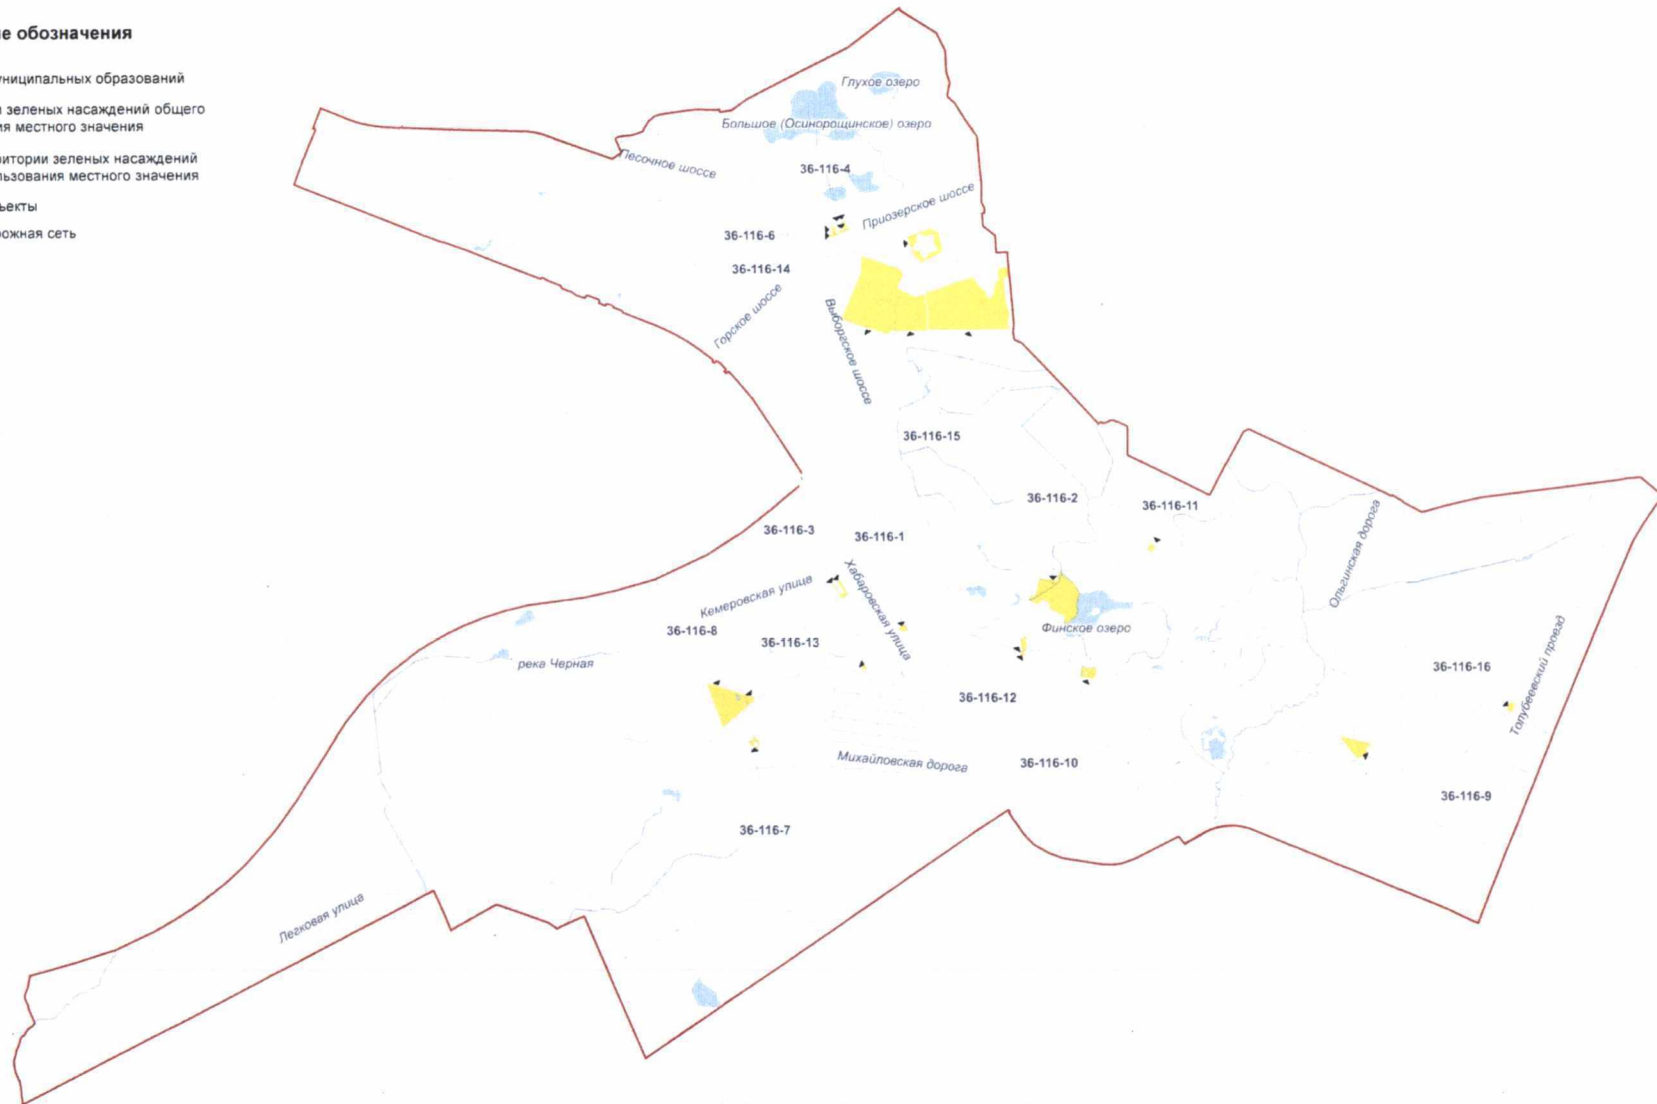 е обозначения
униципальных образований
зеленых насаждений общего
ия местного значения
итории зеленых насаждений
льзования местного значения
ъекты
рожная сеть
Глухое озеро
Большое (Осинорощинское) озеро
Песочное шоссе
36-116-4
Приозерское шоссе
36-116-6
36-116-14
Горское шоссе
Выборгское шоссе
36-116-15
36-116-2
36-116-11
36-116-3
36-116-1
Ольгинская дорога
Кемеровская улица
Хабаровская улица
36-116-8
36-116-13
Финское озеро
река Черная
36-116-16
36-116-12
Толубеевский проезд
Михайловская дорога
36-116-10
36-116-9
36-116-7
Легковая улица